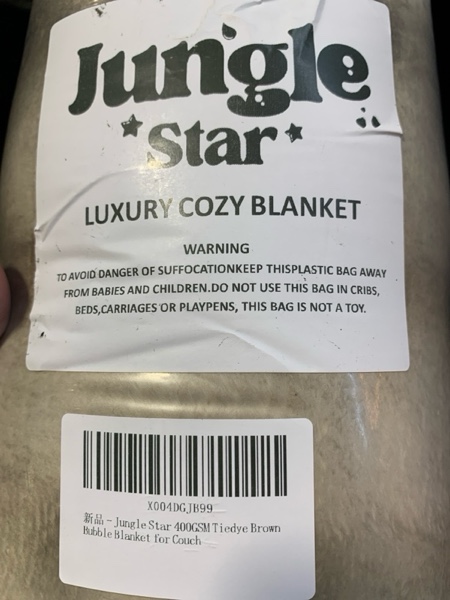 Jungle
Star
LUXURY COZY BLANKET
WARNING
TO AVOID DANGER OF SUFFOCATIONKEEP THISPLASTIC BAG AWAY
FROM BABIES AND CHILDREN.DO NOT USE THIS BAG IN CRIBS,
BEDS,CARRIAGES OR PLAYPENS, THIS BAG IS NOT A TOY.
X004DGJB99
新品 - Jungle Star 400GSM Tiedye Brown
Bubble Blanket for Couch